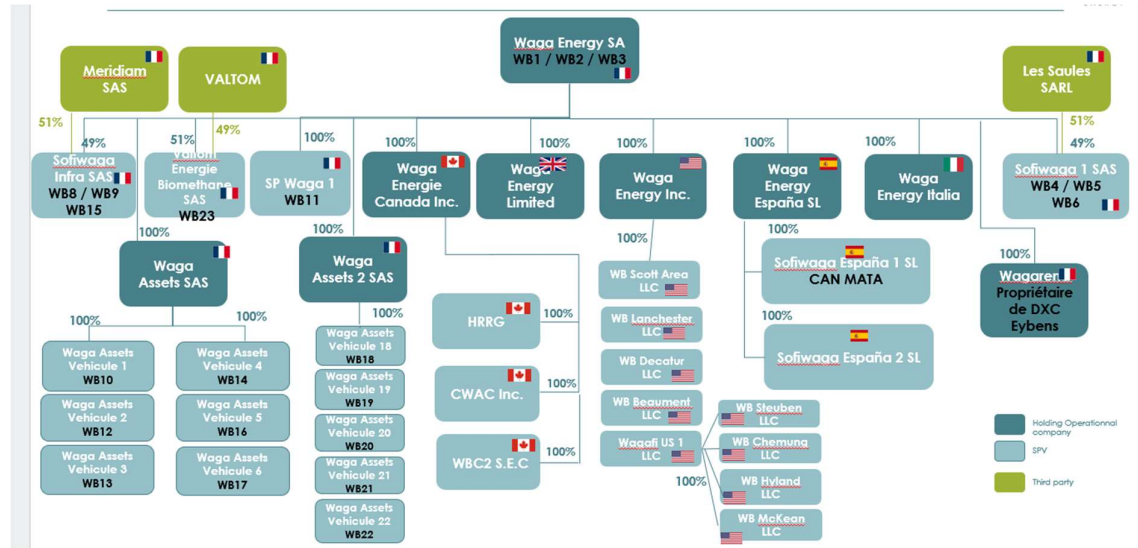 Waga Energy SA
WB1 / WB2 / WB3
Meridiam
SAS
VALTOM
Les Saules
SARL
51%
49%
51%
49%
100%
100%
100%
100%
100%
100%
51%
49%
Sofiwaga
Infra SAS
WB8 / WB9
WB15
Valtom
Energie
Biomethane
SAS
WB23
SP Waga 1
WB11
Waga
Energie
Canada Inc.
Waga
Energy
Limited
Waga
Energy Inc.
Waga
Energy
España SL
Waga
Energy Italia
Sofiwaga 1 SAS
WB4 / WB5
WB6
100%
Waga
Assets SAS
100%
Waga
Assets 2 SAS
100%
100%
100%
100%
Waga Assets
Vehicule 1
WB10
Waga Assets
Vehicule 2
WB12
Waga Assets
Vehicule 3
WB13
Waga Assets
Vehicule 4
WB14
Waga Assets
Vehicule 5
WB16
Waga Assets
Vehicule 6
WB17
100%
Waga Assets
Vehicule 18
WB18
Waga Assets
Vehicule 19
WB19
Waga Assets
Vehicule 20
WB20
Waga Assets
Vehicule 21
WB21
Waga Assets
Vehicule 22
WB22
HRRG
100%
CWAC Inc.
100%
WBC2 S.E.C
100%
WB Scott Area
LLC
WB Lanchester
LLC
WB Decatur
LLC
WB Beaument
LLC
Wagafi US 1
LLC
100%
WB Steuben
LLC
WB Chemung
LLC
WB Hyland
LLC
WB McKean
LLC
Sofiwaga España 1 SL
CAN MATA
100%
Sofiwaga España 2 SL
Propriétaire
de DXC
Eybens
Holding Operationnal
company
SPV
Third party